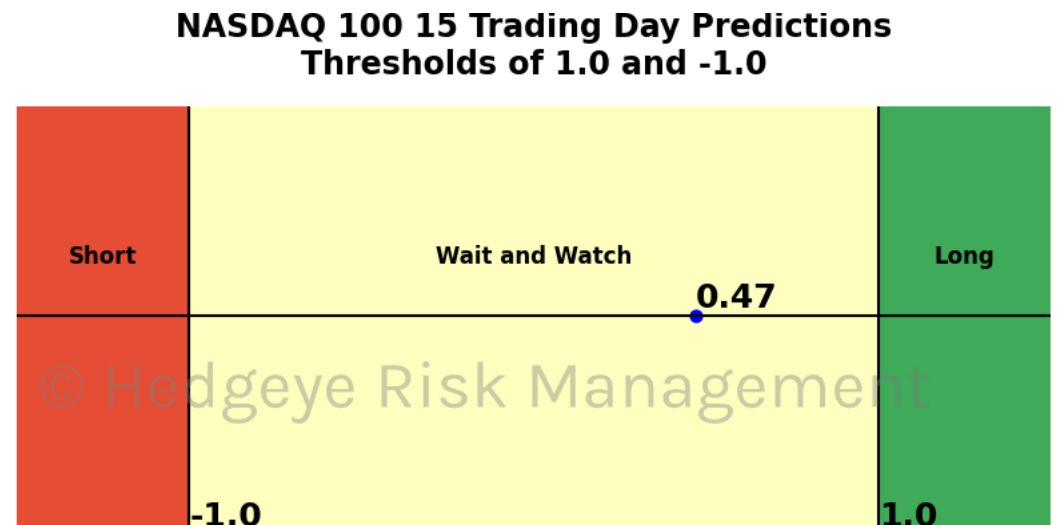 NASDAQ 100 15 Trading Day Predictions
Thresholds of 1.0 and -1.0
Short
Wait and Watch
Long
0.47
© Hedgeye Risk Management
-1.0
1.0